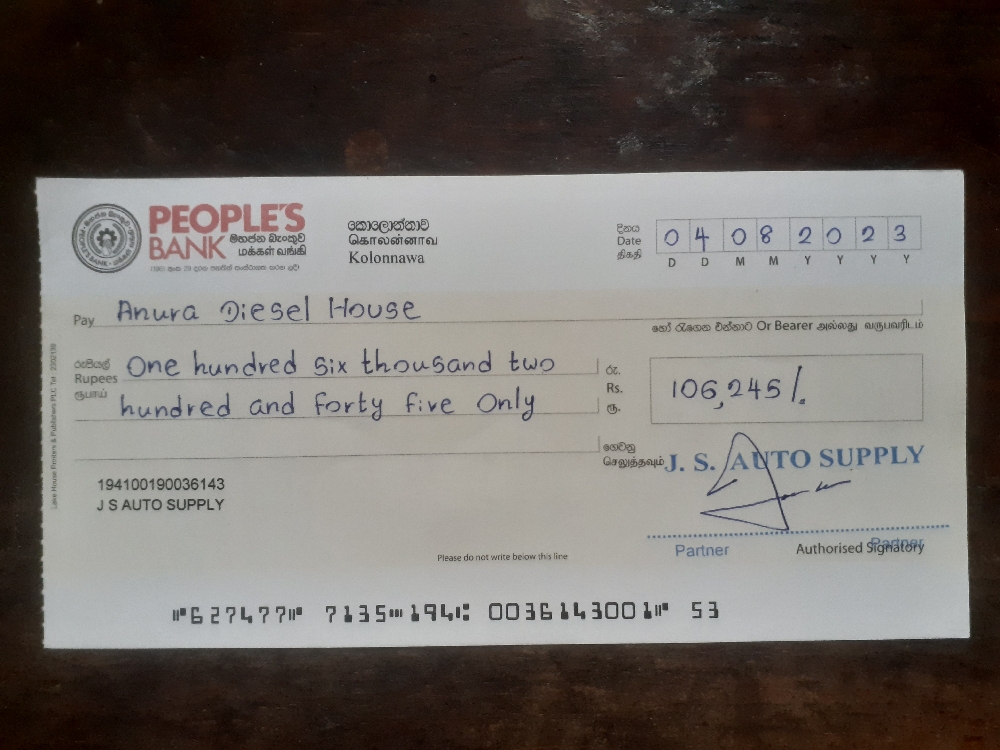 PEOPLE'S
BANK මහජන බැංකුව
மக்கள் வங்கி
කොලොන්නාව
கொலன்னாவ
Kolonnawa
දිනය
Date
திகதி
0 4 0 8 2 0 2 3
D D M M Y Y Y Y
Pay Anura Diesel House
හෝ රැගෙන එන්නාට Or Bearer அல்லது வருபவரிடம்
රුපියල්
Rupees
ரூபாய்
One hundred six thousand two
hundred and forty five Only
රු.
Rs.
ரூ.
106,245/.
ගෙවනු
செலுத்தவும்
J. S. AUTO SUPPLY
194100190036143
J S AUTO SUPPLY
Partner
Authorised Signatory
Partner
Please do not write below this line
⑈627477⑈ 7135⑉194⑆ 0036143001⑈ 53